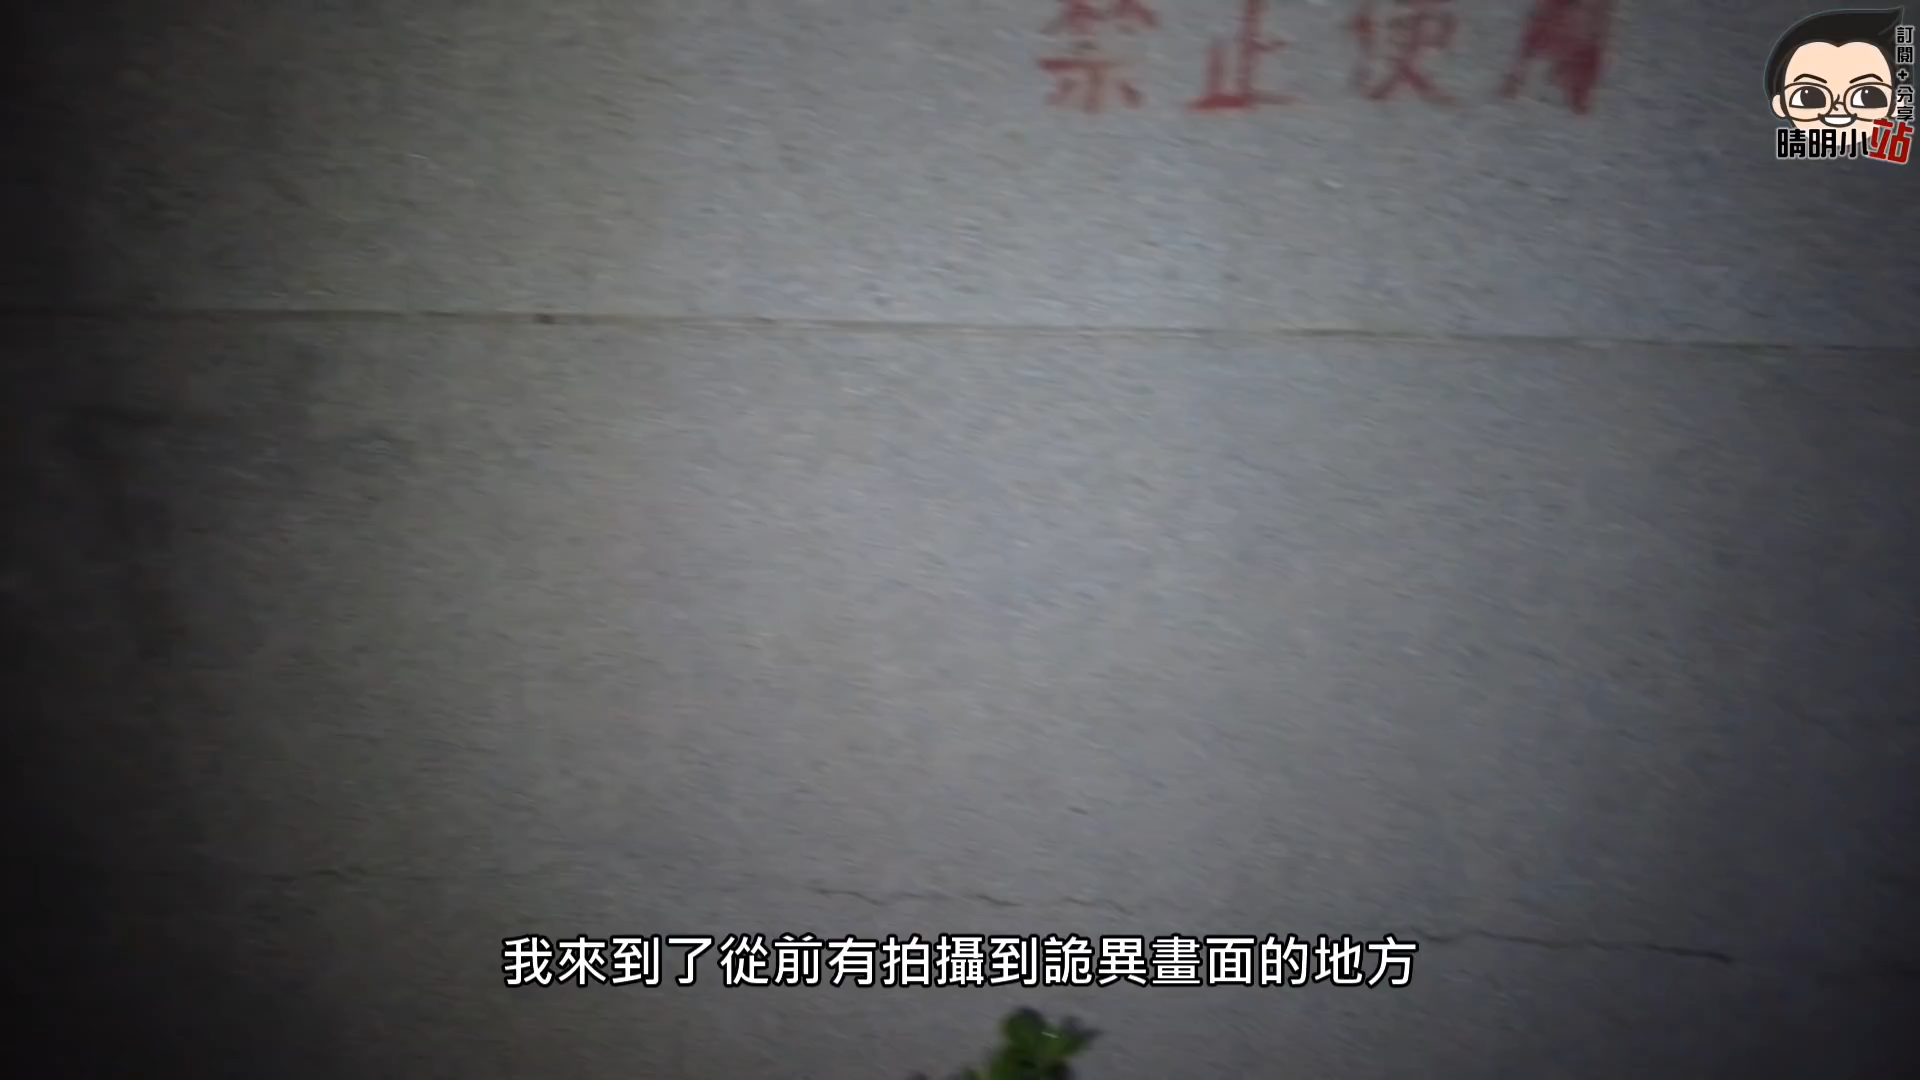 禁止使用
訂閱+分享
晴明小站
我來到了從前有拍攝到詭異畫面的地方